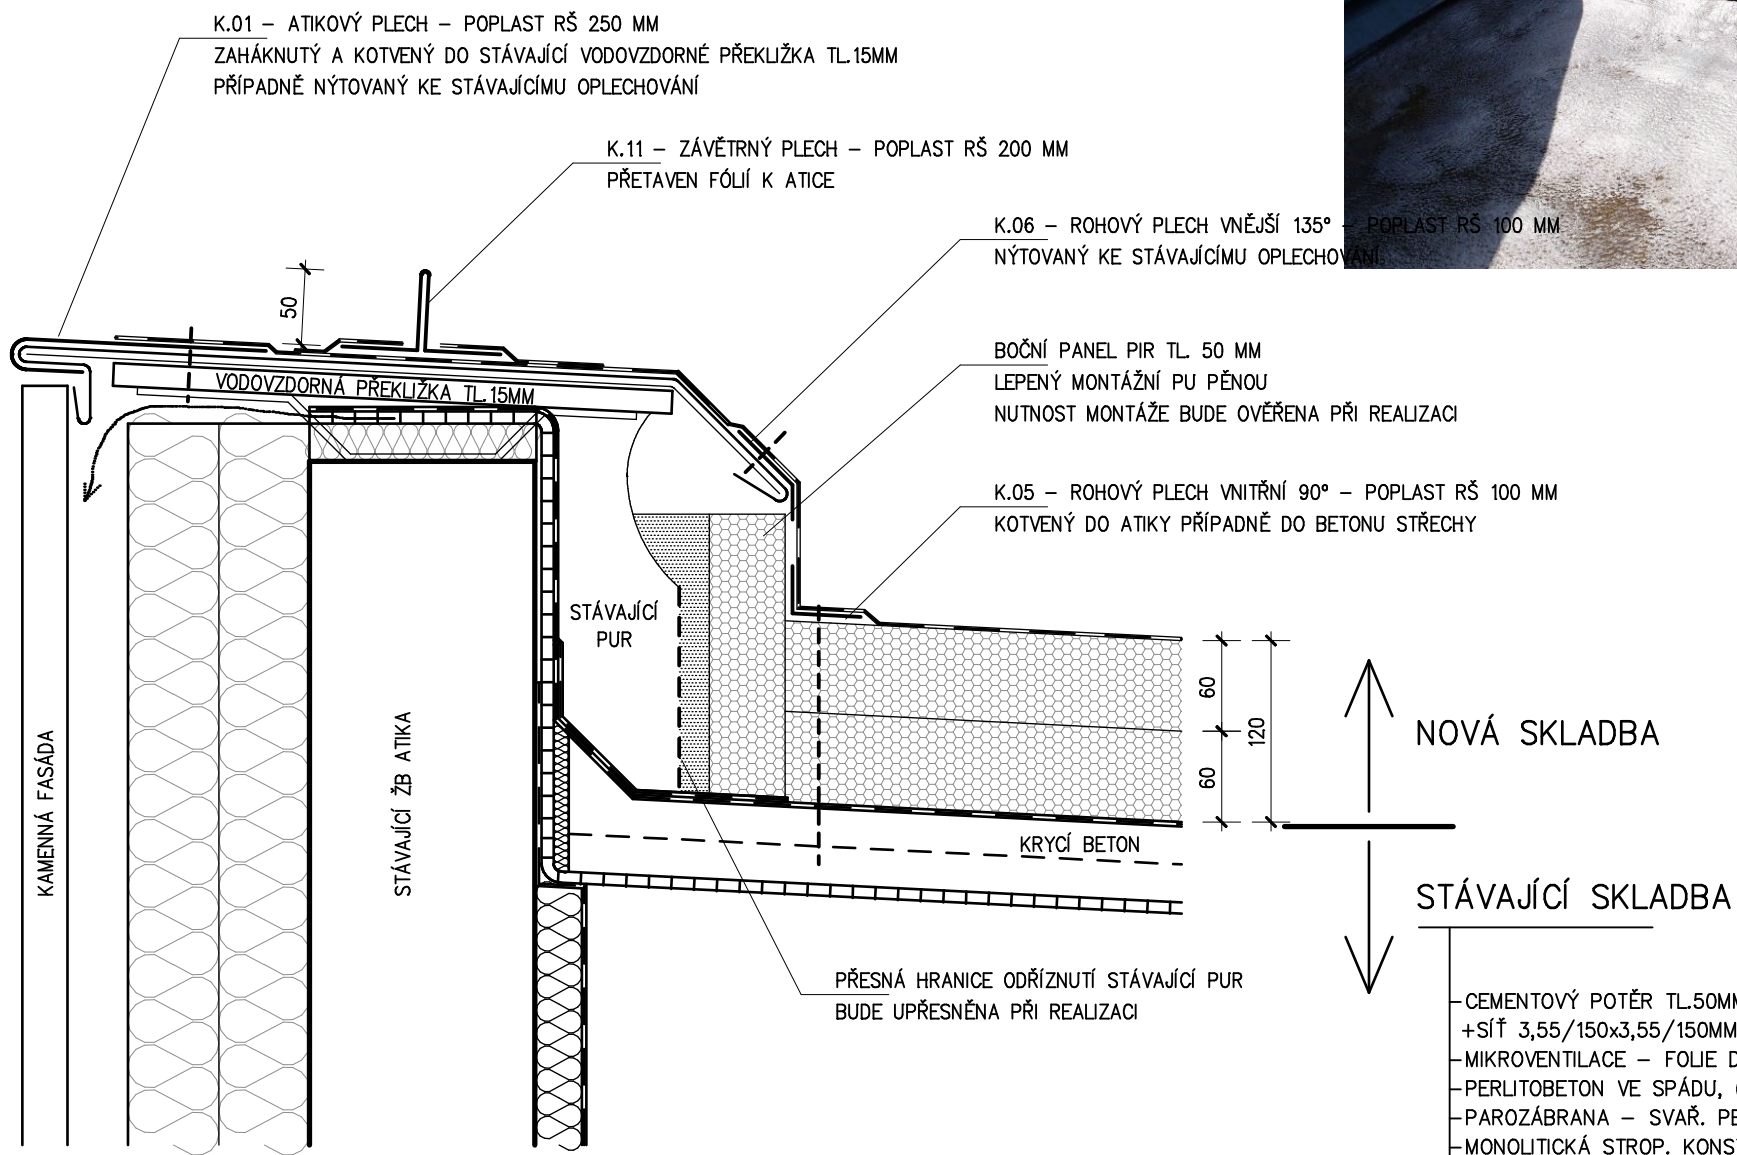 K.01 – ATIKOVÝ PLECH – POPLAST RŠ 250 MM
ZAHÁKNUTÝ A KOTVENÝ DO STÁVAJÍCÍ VODOVZDORNÉ PŘEKLIŽKA TL.15MM
PŘÍPADNĚ NÝTOVANÝ KE STÁVAJÍCÍMU OPLECHOVÁNÍ
K.11 – ZÁVĚTRNÝ PLECH – POPLAST RŠ 200 MM
PŘETAVEN FÓLIÍ K ATICE
K.06 – ROHOVÝ PLECH VNĚJŠÍ 135° – POPLAST RŠ 100 MM
NÝTOVANÝ KE STÁVAJÍCÍMU OPLECHOVÁNÍ
50
BOČNÍ PANEL PIR TL. 50 MM
LEPENÝ MONTÁŽNÍ PU PĚNOU
NUTNOST MONTÁŽE BUDE OVĚŘENA PŘI REALIZACI
VODOVZDORNÁ PŘEKLIŽKA TL.15MM
K.05 – ROHOVÝ PLECH VNITŘNÍ 90° – POPLAST RŠ 100 MM
KOTVENÝ DO ATIKY PŘÍPADNĚ DO BETONU STŘECHY
STÁVAJÍCÍ
PUR
60
120
60
NOVÁ SKLADBA
KAMENNÁ FASÁDA
STÁVAJÍCÍ ŽB ATIKA
KRYCÍ BETON
STÁVAJÍCÍ SKLADBA
PŘESNÁ HRANICE ODŘÍZNUTÍ STÁVAJÍCÍ PUR
BUDE UPŘESNĚNA PŘI REALIZACI
CEMENTOVÝ POTĚR TL.50MM
+SÍŤ 3,55/150x3,55/150MM
MIKROVENTILACE – FOLIE
PERLITOBETON VE SPÁDU,
PAROZÁBRANA – SVAŘ.
MONOLITICKÁ STROP.